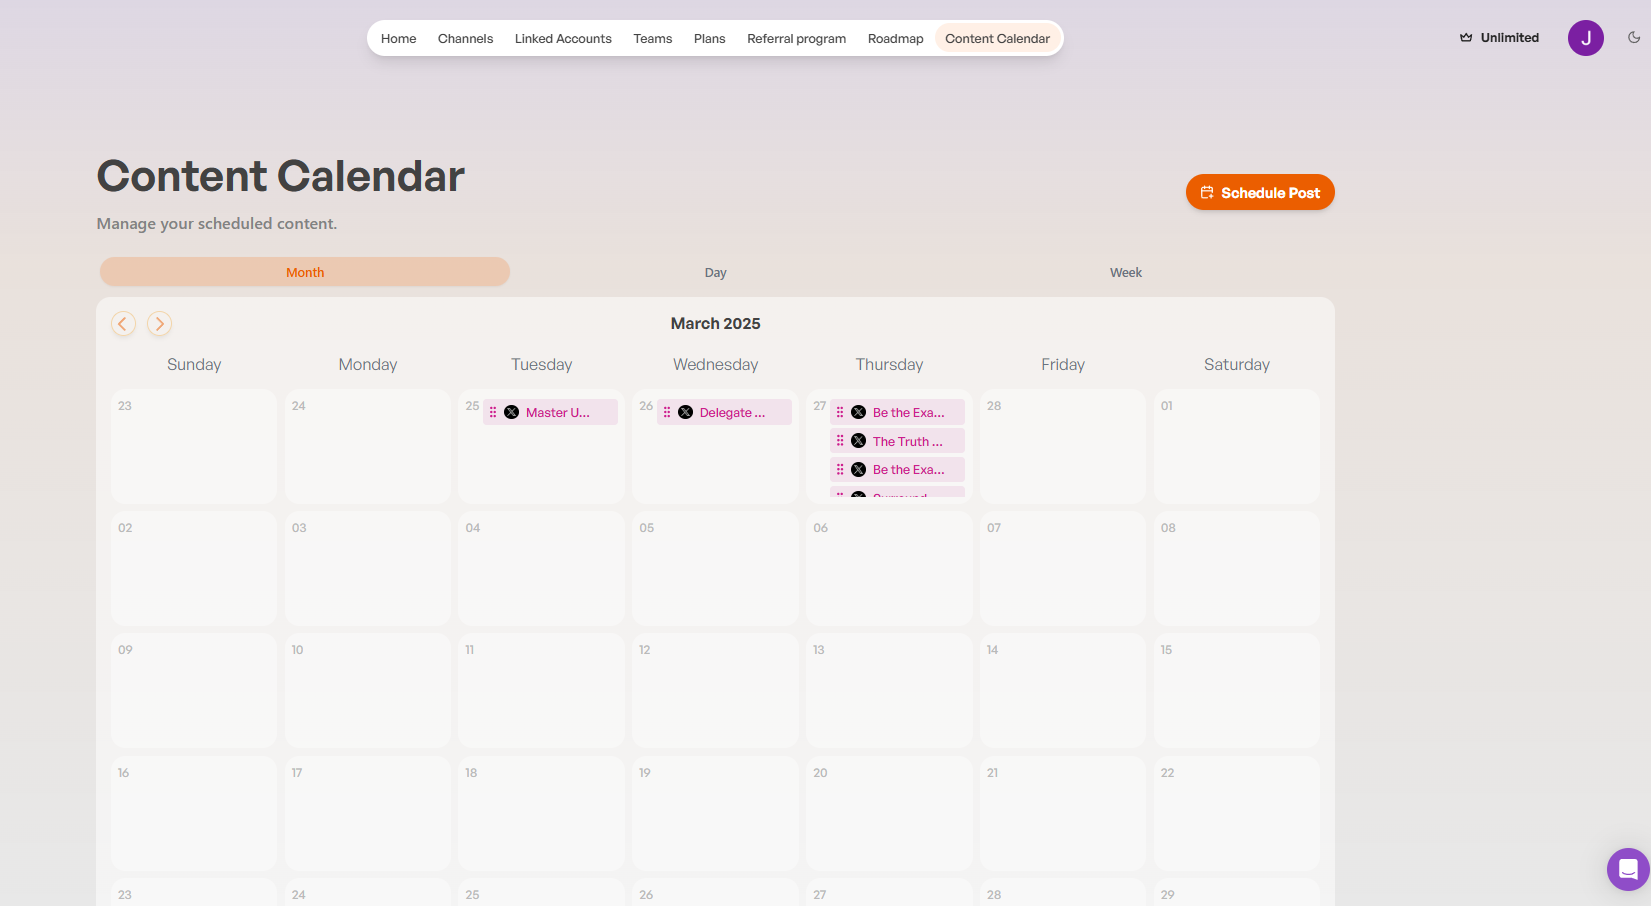 Home Channels Linked Accounts Teams Plans Referral program Roadmap Content Calendar Unlimited J
Content Calendar
Schedule Post
Manage your scheduled content.
Month Day Week
March 2025
Sunday Monday Tuesday Wednesday Thursday Friday Saturday
23 24 25 Master U... 26 Delegate ... 27 Be the Exa... 28 01
The Truth ...
Be the Exa...
02 03 04 05 06 07 08
09 10 11 12 13 14 15
16 17 18 19 20 21 22
23 24 25 26 27 28 29